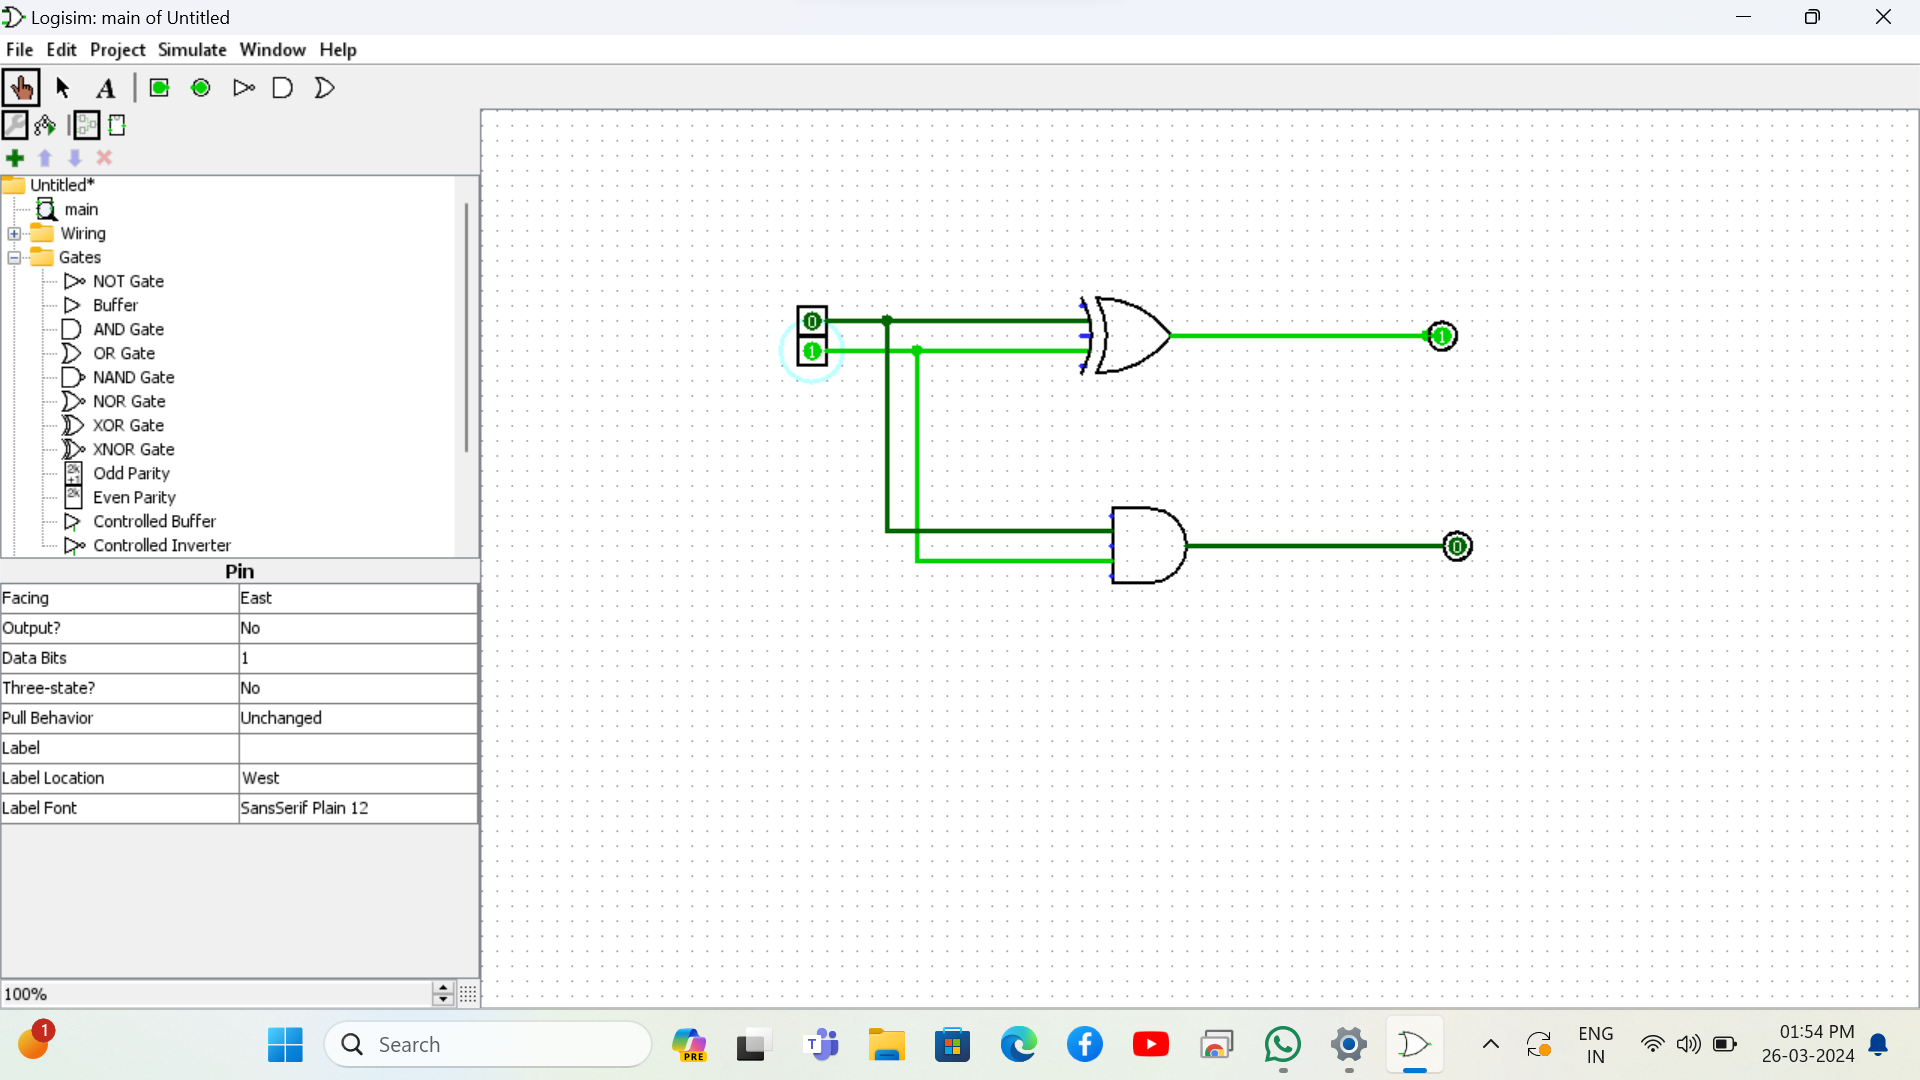 Logisim: main of Untitled
File Edit Project Simulate Window Help
A
Untitled*
main
Wiring
Gates
NOT Gate
Buffer
AND Gate
OR Gate
NAND Gate
NOR Gate
XOR Gate
XNOR Gate
2k+1 Odd Parity
2k Even Parity
Controlled Buffer
Controlled Inverter
Pin
Facing East
Output? No
Data Bits 1
Three-state? No
Pull Behavior Unchanged
Label
Label Location West
Label Font SansSerif Plain 12
100%
0
1
1
0
1
Search
PRE
T
ENG
IN
01:54 PM
26-03-2024